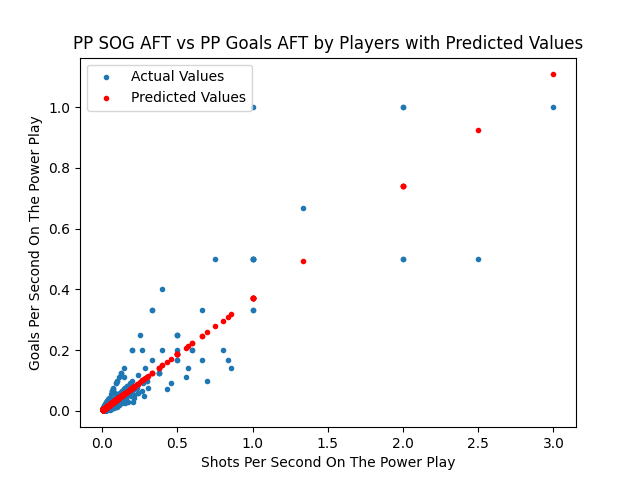 PP SOG AFT vs PP Goals AFT by Players with Predicted Values
Actual Values
Predicted Values
Goals Per Second On The Power Play
1.0
0.8
0.6
0.4
0.2
0.0
0.0 0.5 1.0 1.5 2.0 2.5 3.0
Shots Per Second On The Power Play